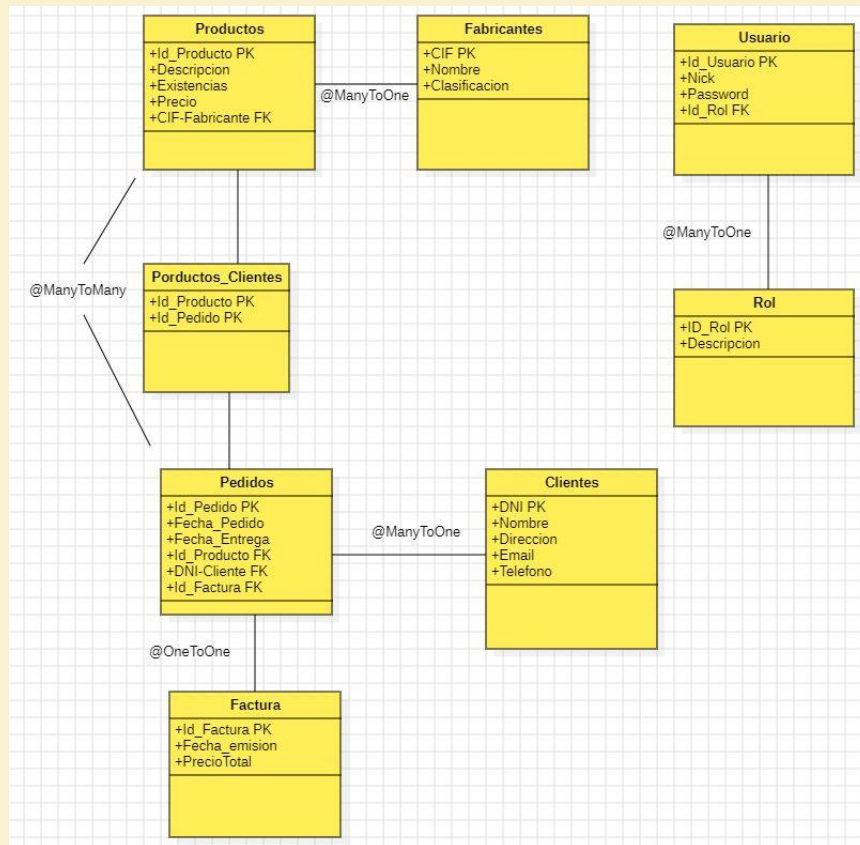 Productos
+Id_Producto PK
+Descripcion
+Existencias
+Precio
+CIF-Fabricante FK
@ManyToOne
Fabricantes
+CIF PK
+Nombre
+Clasificacion
Usuario
+Id_Usuario PK
+Nick
+Password
+Id_Rol FK
@ManyToOne
Rol
+ID_Rol PK
+Descripcion
@ManyToMany
Porductos_Clientes
+Id_Producto PK
+Id_Pedido PK
Pedidos
+Id_Pedido PK
+Fecha_Pedido
+Fecha_Entrega
+Id_Producto FK
+DNI-Cliente FK
+Id_Factura FK
@ManyToOne
Clientes
+DNI PK
+Nombre
+Direccion
+Email
+Telefono
@OneToOne
Factura
+Id_Factura PK
+Fecha_emision
+PrecioTotal